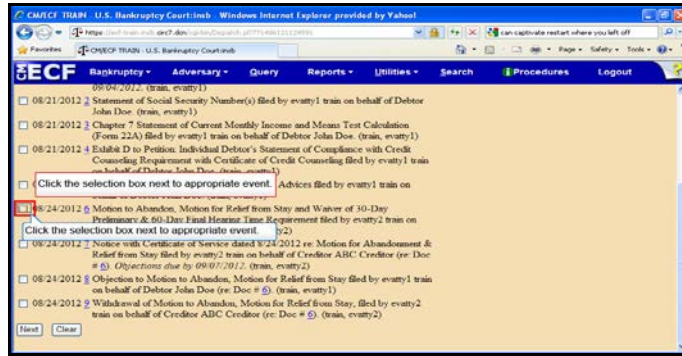 CM/ECF TRAIN - U.S. Bankruptcy Court:insb - Windows Internet Explorer provided by Yahoo!
can captivate restart where you left off
Favorites CM/ECF TRAIN - U.S. Bankruptcy Court:insb Page Safety Tools
ECF Bankruptcy Adversary Query Reports Utilities Search Procedures Logout
09/04/2012. (train, evatty1)
08/21/2012 2 Statement of Social Security Number(s) filed by evatty1 train on behalf of Debtor
John Doe. (train, evatty1)
08/21/2012 3 Chapter 7 Statement of Current Monthly Income and Means Test Calculation
(Form 22A) filed by evatty1 train on behalf of Debtor John Doe. (train, evatty1)
08/21/2012 4 Exhibit D to Petition: Individual Debtor's Statement of Compliance with Credit
Counseling Requirement with Certificate of Credit Counseling filed by evatty1 train
on behalf of Debtor John Doe. (train, evatty1)
Click the selection box next to appropriate event. Advices filed by evatty1 train on
08/24/2012 6 Motion to Abandon, Motion for Relief from Stay and Waiver of 30-Day
Preliminary & 60-Day Final Hearing Time Requirement filed by evatty2 train on
Click the selection box next to appropriate event.
08/24/2012 7 Notice with Certificate of Service dated 8/24/2012 re: Motion for Abandonment &
Relief from Stay filed by evatty2 train on behalf of Creditor ABC Creditor (re: Doc
# 6). Objections due by 09/07/2012. (train, evatty2)
08/24/2012 8 Objection to Motion to Abandon, Motion for Relief from Stay filed by evatty1 train
on behalf of Debtor John Doe (re: Doc # 6). (train, evatty1)
08/24/2012 9 Withdrawal of Motion to Abandon, Motion for Relief from Stay, filed by evatty2
train on behalf of Creditor ABC Creditor (re: Doc # 6). (train, evatty2)
Next Clear